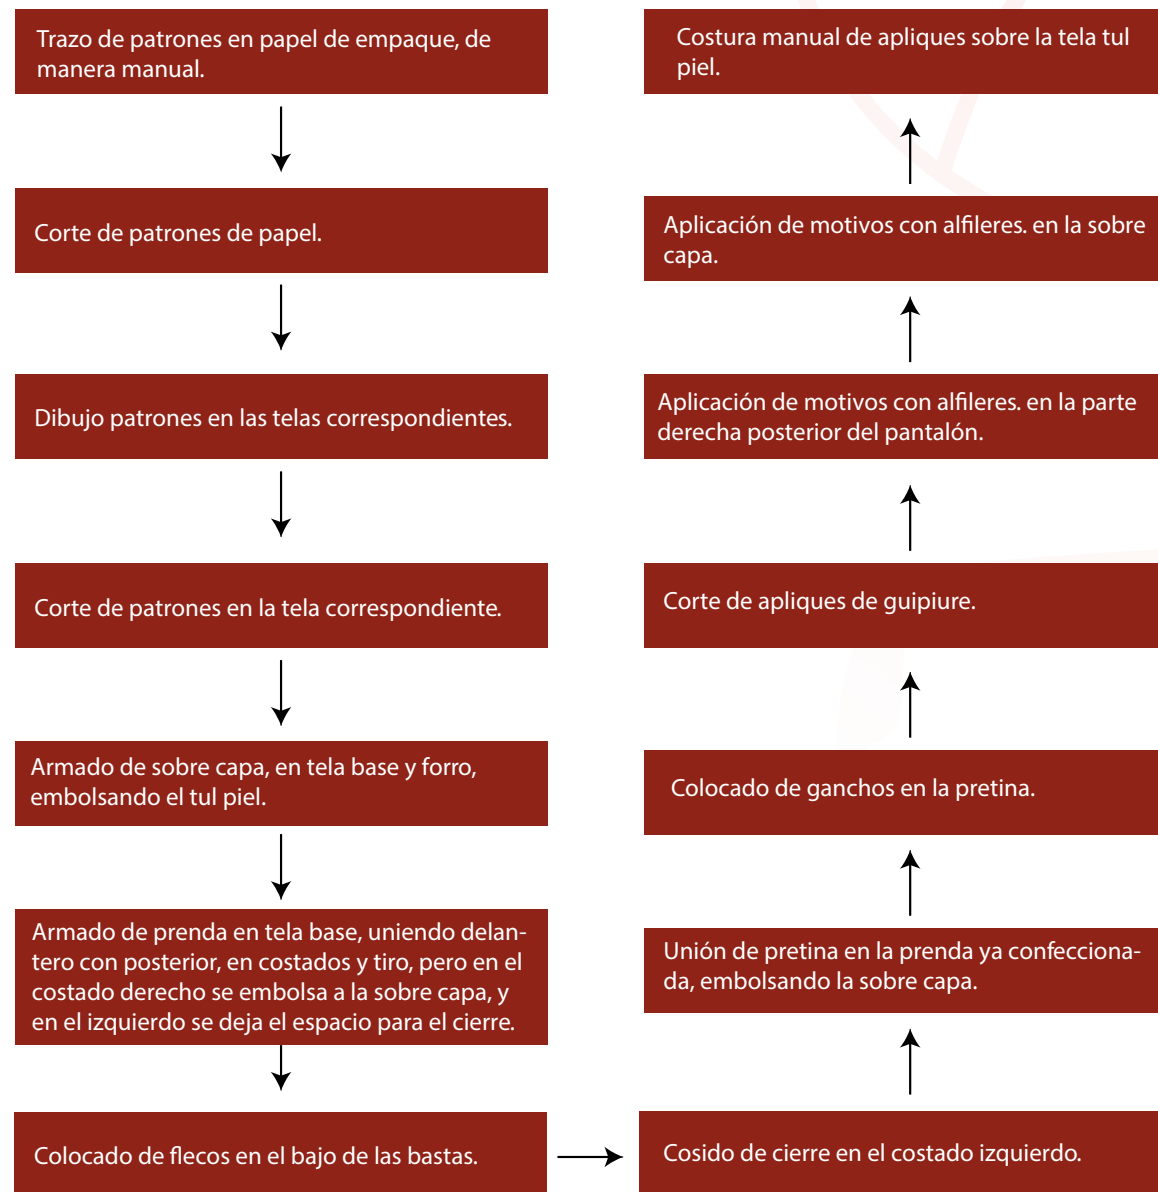 Trazo de patrones en papel de empaque, de
manera manual.
Corte de patrones de papel.
Dibujo patrones en las telas correspondientes.
Corte de patrones en la tela correspondiente.
Armado de sobre capa, en tela base y forro,
embolsando el tul piel.
Armado de prenda en tela base, uniendo delan-
tero con posterior, en costados y tiro, pero en el
costado derecho se embolsa a la sobre capa, y
en el izquierdo se deja el espacio para el cierre.
Colocado de flecos en el bajo de las bastas.
Cosido de cierre en el costado izquierdo.
Unión de pretina en la prenda ya confecciona-
da, embolsando la sobre capa.
Colocado de ganchos en la pretina.
Corte de apliques de guipiure.
Aplicación de motivos con alfileres. en la parte
derecha posterior del pantalón.
Aplicación de motivos con alfileres. en la sobre
capa.
Costura manual de apliques sobre la tela tul
piel.